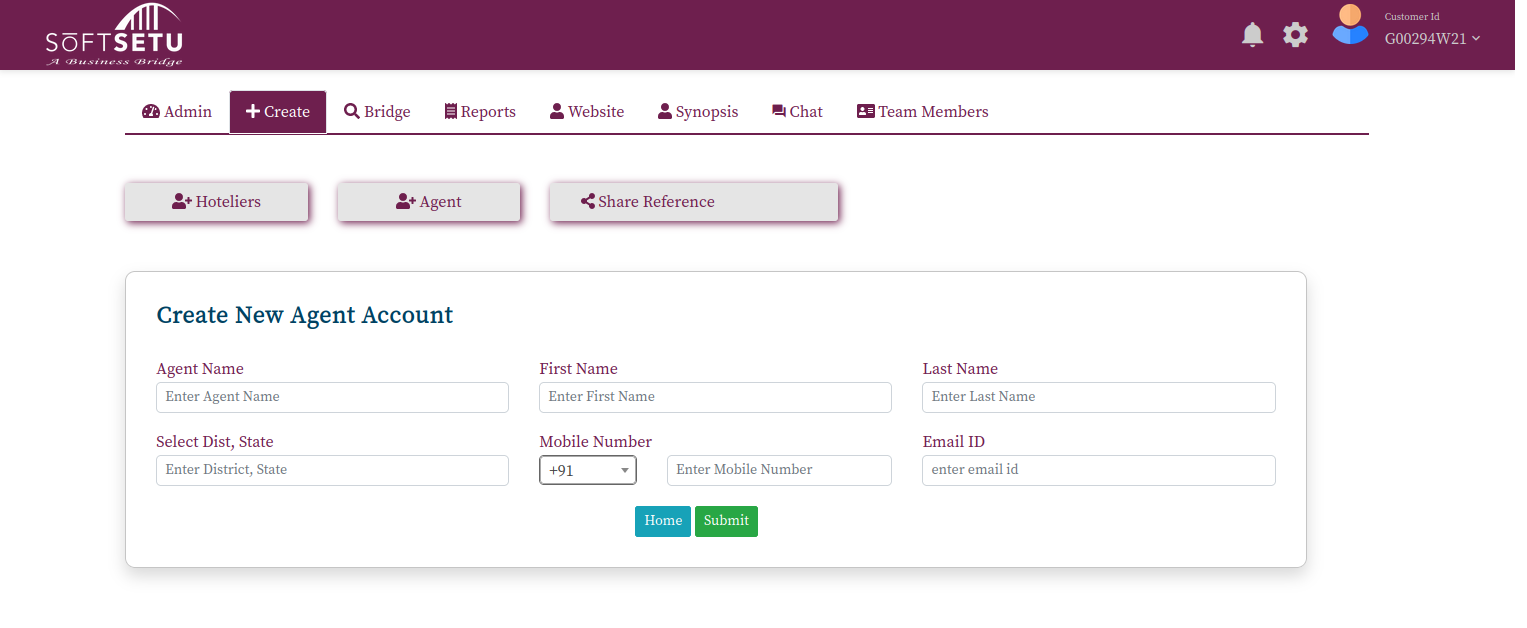 SOFTSETU
A Business Bridge
Customer Id
G00294W21
Admin
Create
Bridge
Reports
Website
Synopsis
Chat
Team Members
Hoteliers
Agent
Share Reference
Create New Agent Account
Agent Name
First Name
Last Name
Enter Agent Name
Enter First Name
Enter Last Name
Select Dist, State
Mobile Number
Email ID
Enter District, State
+91
Enter Mobile Number
enter email id
Home
Submit